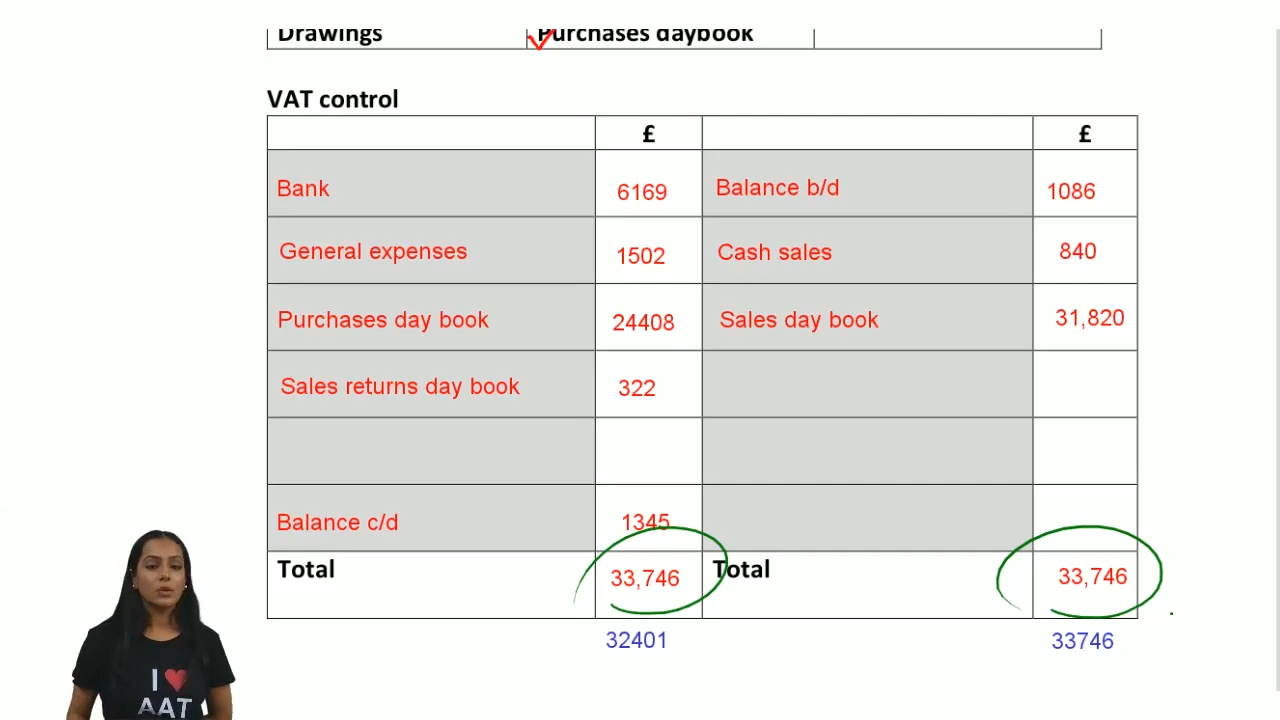 Drawings Purchases daybook
VAT control
£ £
Bank 6169 Balance b/d 1086
General expenses 1502 Cash sales 840
Purchases day book 24408 Sales day book 31,820
Sales returns day book 322
Balance c/d 1345
Total 33,746 Total 33,746
32401 33746
I ❤ AAT